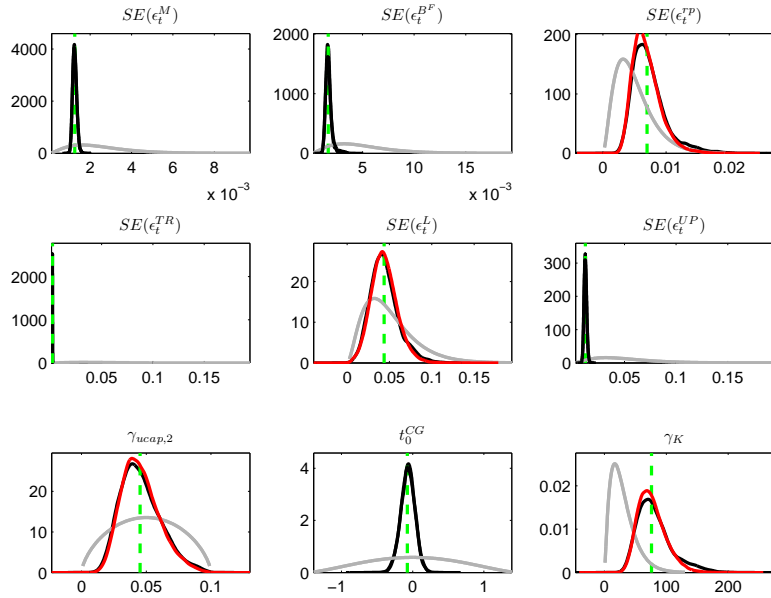 SE(ϵ_t^M) SE(ϵ_t^{BF}) SE(ϵ_t^{rp})
4000 2000 200
2000 1000 100
0 0 0
2 4 6 8 5 10 15 0 0.01 0.02
x 10^{-3} x 10^{-3}
SE(ϵ_t^{TR}) SE(ϵ_t^L) SE(ϵ_t^{UP})
2000 20 300
1000 10 200
0 0 100
0
0.05 0.1 0.15 0 0.05 0.1 0.15 0.05 0.1 0.15
γ_{ucap,2} t_0^{CG} γ_K
20 4 0.02
10 2 0.01
0 0 0
0 0.05 0.1 −1 0 1 0 100 200